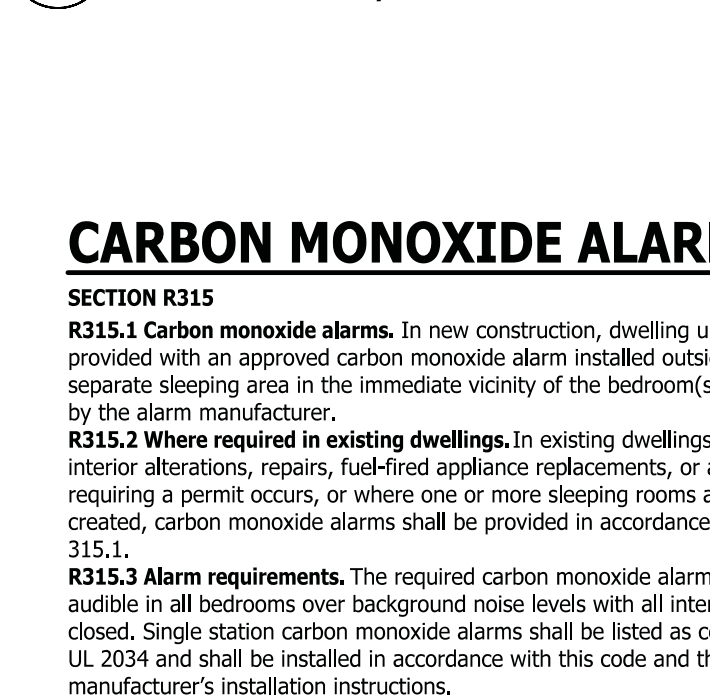 CARBON MONOXIDE ALAR
SECTION R315
R315.1 Carbon monoxide alarms. In new construction, dwelling
provided with an approved carbon monoxide alarm installed
separate sleeping area in the immediate vicinity of the
by the alarm manufacturer.
R315.2 Where required in existing dwellings. In existing dwellings
interior alterations, repairs, fuel-fired appliance replacements, or
requiring a permit occurs, or where one or more sleeping rooms
created, carbon monoxide alarms shall be provided in accordance
315.1.
R315.3 Alarm requirements. The required carbon monoxide alarm
audible in all bedrooms over background noise levels with all
closed. Single station carbon monoxide alarms shall be listed as
UL 2034 and shall be installed in accordance with this code and
manufacturer's installation instructions.